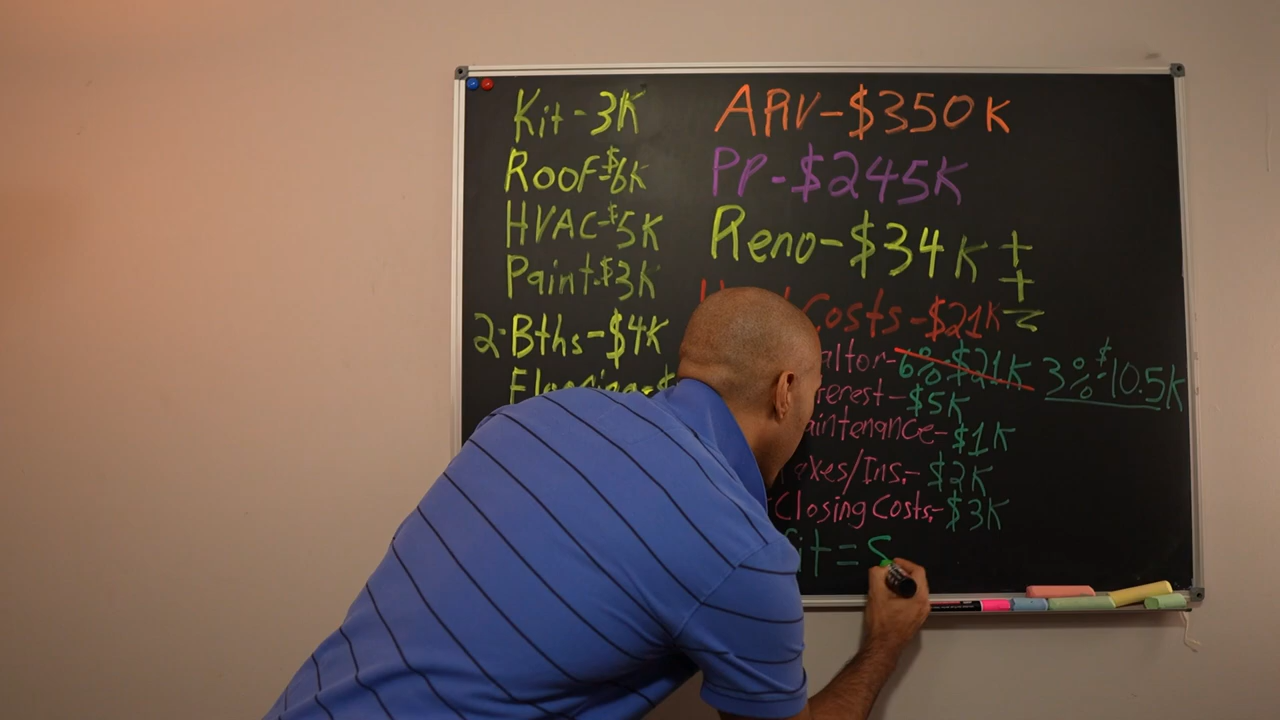 Kit-3K
Roof-$6K
HVAC-$5K
Paint-$3K
2-Bths-$4K
ARV-$350K
PP-$245K
Reno-$34K +
+
Costs-$21K =
6%-$21K 3%-$10.5K
-$5K
-$1K
/Ins.-$2K
Closing Costs:-$3K
=